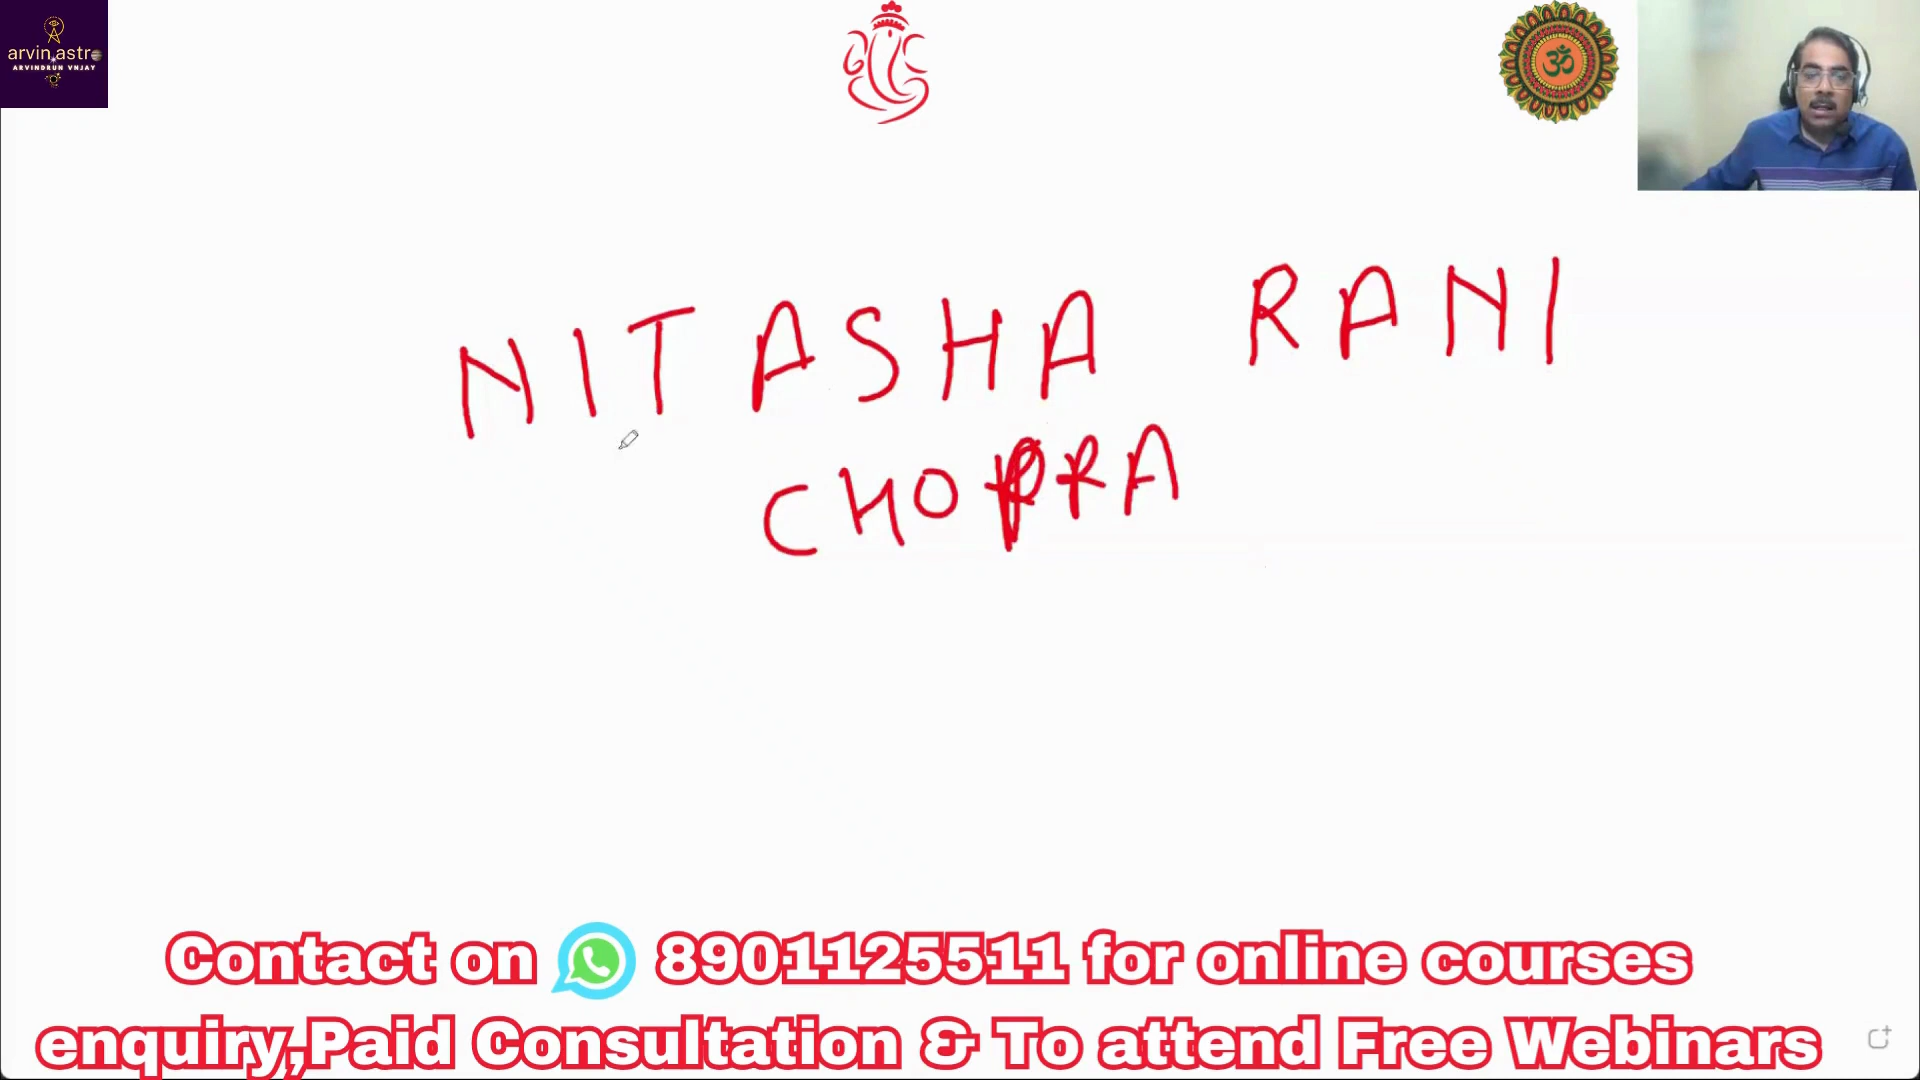 arvin astro
ARVINDRUN VNJAY
ॐ
NITASHA RANI
CHOPRA
Contact on 8901125511 for online courses
enquiry,Paid Consultation & To attend Free Webinars